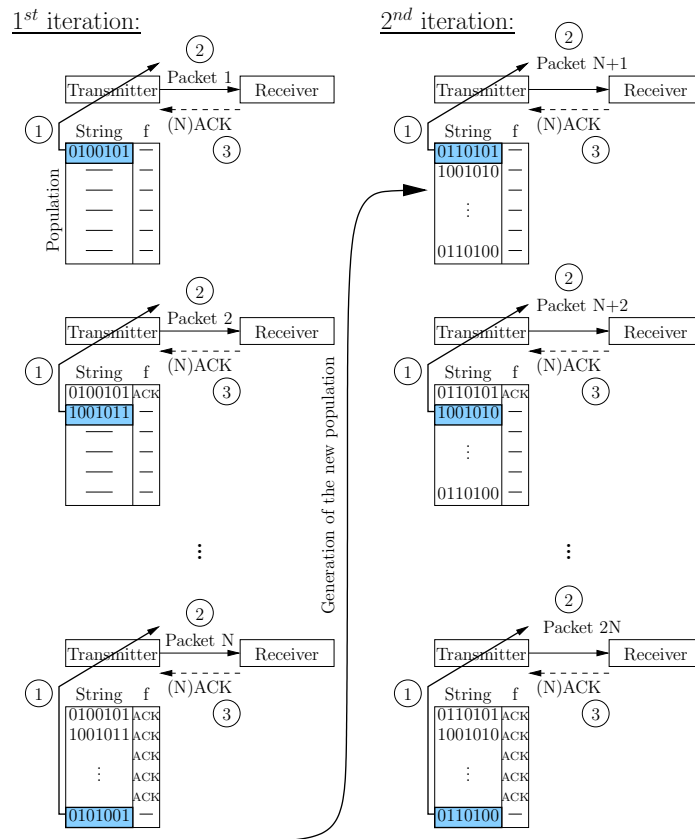 1st iteration:
2
Packet 1
Transmitter
Receiver
(N)ACK
1
3
String f
0100101 —
Population
2
Packet 2
Transmitter
Receiver
(N)ACK
1
3
String f
0100101 ACK
1001011 —
⋮
2
Packet N
Transmitter
Receiver
(N)ACK
1
3
String f
0100101 ACK
1001011 ACK
ACK
⋮ ACK
ACK
0101001 —
Generation of the new population
2nd iteration:
2
Packet N+1
Transmitter
Receiver
(N)ACK
1
3
String f
0110101 —
1001010 —
⋮
0110100 —
2
Packet N+2
Transmitter
Receiver
(N)ACK
1
3
String f
0110101 ACK
1001010 —
⋮
0110100 —
⋮
2
Packet 2N
Transmitter
Receiver
(N)ACK
1
3
String f
0110101 ACK
1001010 ACK
ACK
⋮ ACK
ACK
0110100 —